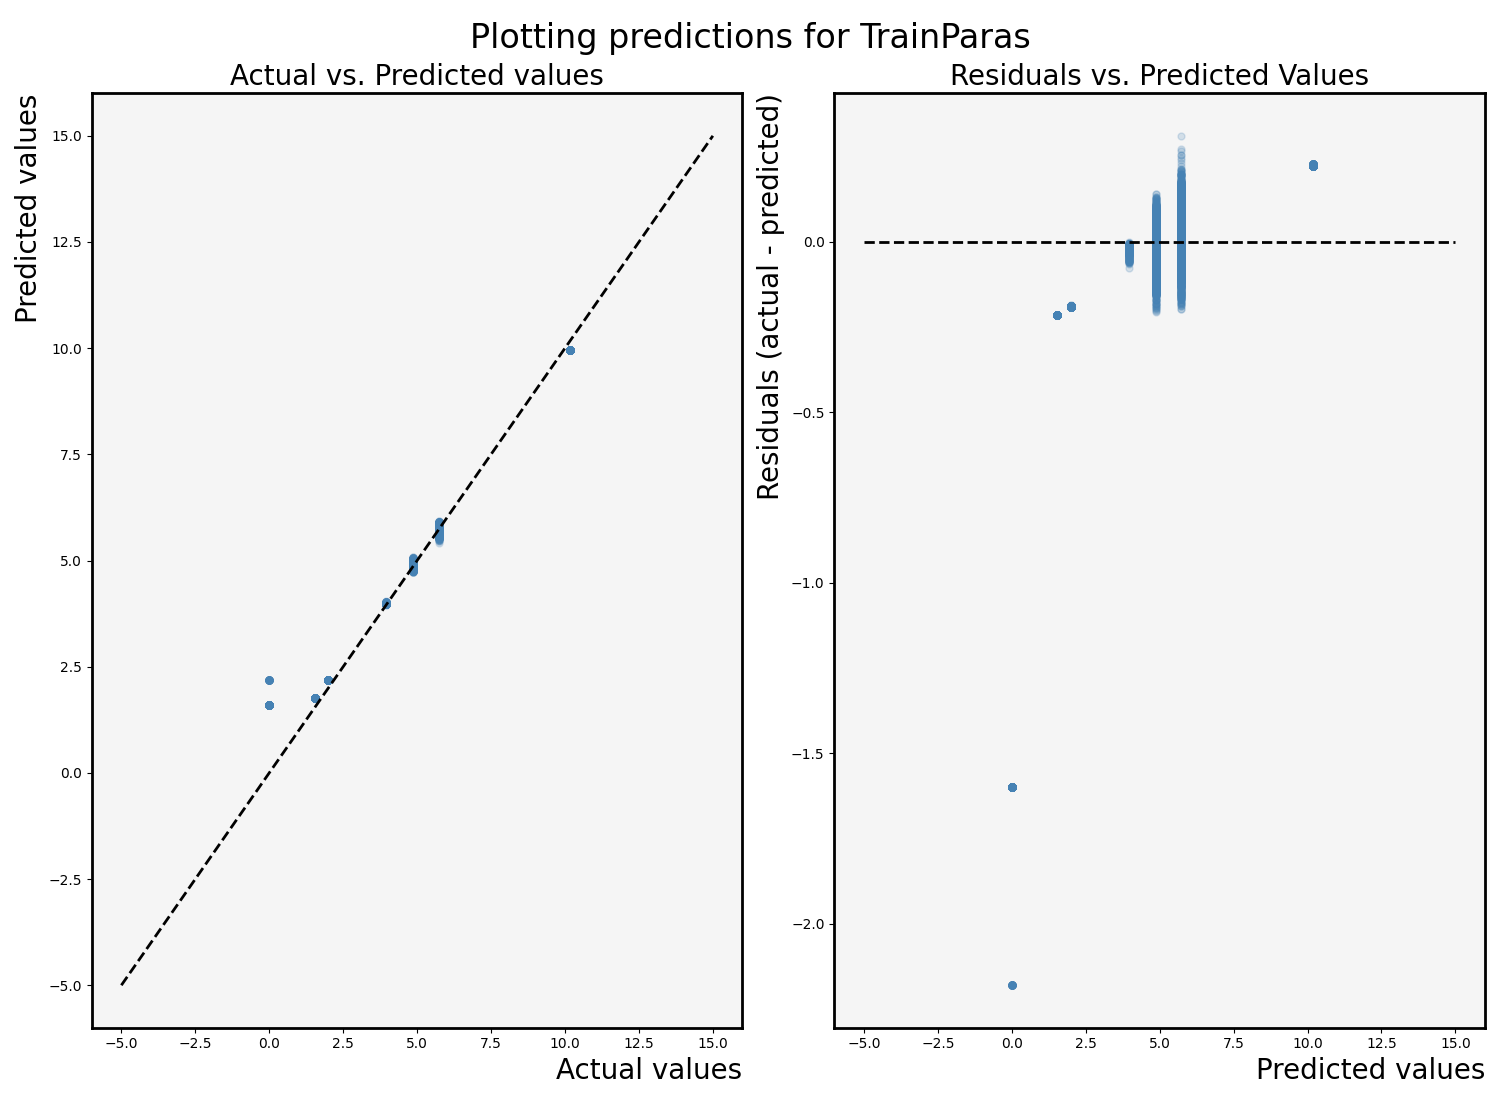 Plotting predictions for TrainParas
Actual vs. Predicted values
Predicted values
15.0
12.5
10.0
7.5
5.0
2.5
0.0
−2.5
−5.0
−5.0 −2.5 0.0 2.5 5.0 7.5 10.0 12.5 15.0
Actual values
Residuals vs. Predicted Values
Residuals (actual - predicted)
0.0
−0.5
−1.0
−1.5
−2.0
−5.0 −2.5 0.0 2.5 5.0 7.5 10.0 12.5 15.0
Predicted values